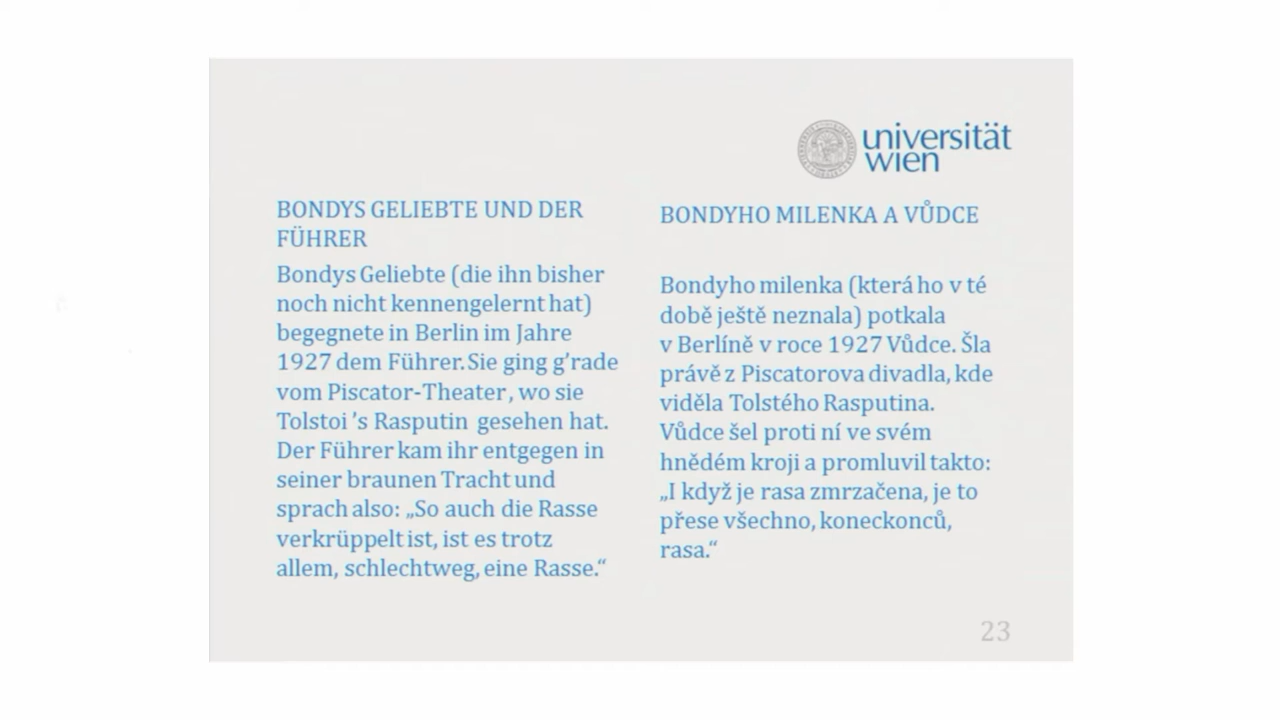 universität
wien
BONDYS GELIEBTE UND DER
FÜHRER
Bondys Geliebte (die ihn bisher
noch nicht kennengelernt hat)
begegnete in Berlin im Jahre
1927 dem Führer. Sie ging g’rade
vom Piscator-Theater, wo sie
Tolstoi ’s Rasputin gesehen hat.
Der Führer kam ihr entgegen in
seiner braunen Tracht und
sprach also: „So auch die Rasse
verkrüppelt ist, ist es trotz
allem, schlechtweg, eine Rasse.“
BONDYHO MILENKA A VŮDCE
Bondyho milenka (která ho v té
době ještě neznala) potkala
v Berlíně v roce 1927 Vůdce. Šla
právě z Piscatorova divadla, kde
viděla Tolstého Rasputina.
Vůdce šel proti ní ve svém
hnědém kroji a promluvil takto:
„I když je rasa zmrzačena, je to
přese všechno, koneckonců,
rasa.“
23